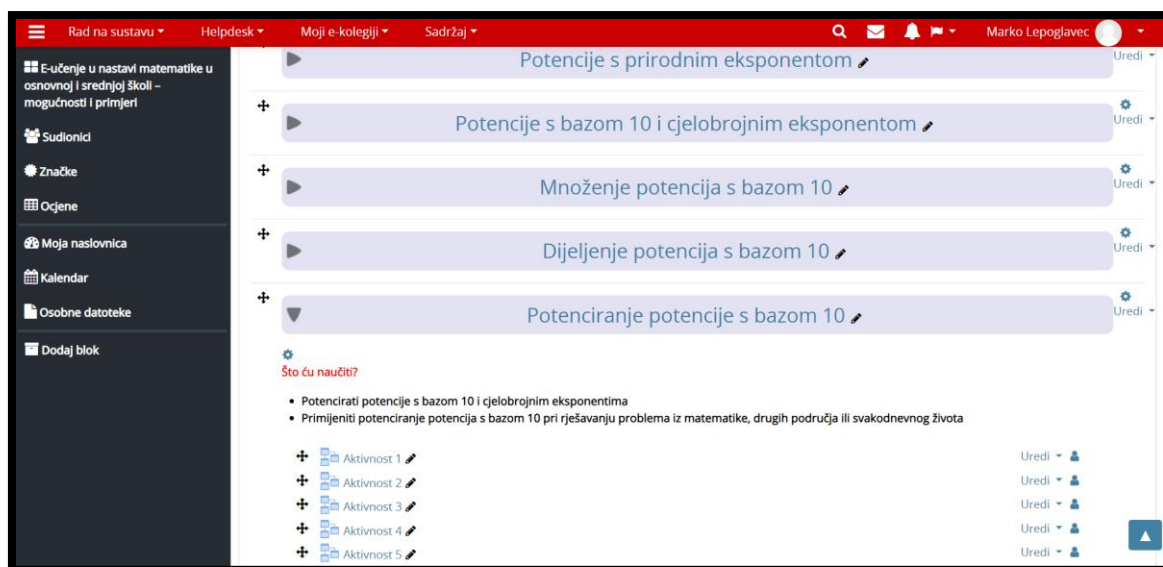 Rad na sustavu Helpdesk Moji e-kolegiji Sadržaj Marko Lepoglavec
E-učenje u nastavi matematike u
osnovnoj i srednjoj školi –
mogućnosti i primjeri
Sudionici
Značke
Ocjene
Moja naslovnica
Kalendar
Osobne datoteke
Dodaj blok
Potencije s prirodnim eksponentom Uredi
Potencije s bazom 10 i cjelobrojnim eksponentom Uredi
Množenje potencija s bazom 10 Uredi
Dijeljenje potencija s bazom 10 Uredi
Potenciranje potencije s bazom 10 Uredi
Što ću naučiti?
• Potencirati potencije s bazom 10 i cjelobrojnim eksponentima
• Primijeniti potenciranje potencija s bazom 10 pri rješavanju problema iz matematike, drugih područja ili svakodnevnog života
Aktivnost 1 Uredi
Aktivnost 2 Uredi
Aktivnost 3 Uredi
Aktivnost 4 Uredi
Aktivnost 5 Uredi